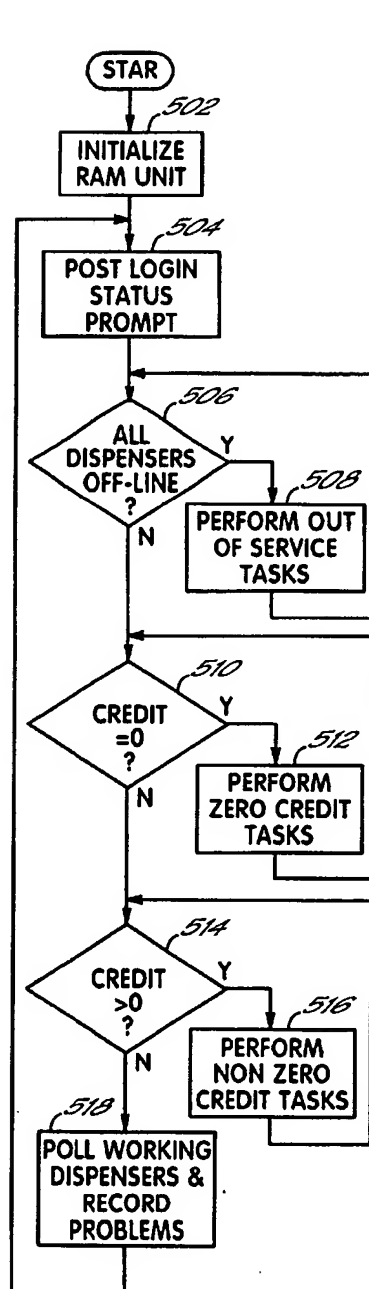 STAR
502
INITIALIZE
RAM UNIT
504
POST LOGIN
STATUS
PROMPT
506
ALL
DISPENSERS
OFF-LINE
?
Y
N
508
PERFORM OUT
OF SERVICE
TASKS
510
CREDIT
=0
?
Y
N
512
PERFORM
ZERO CREDIT
TASKS
514
CREDIT
>0
?
Y
N
516
PERFORM
NON ZERO
CREDIT TASKS
518
POLL WORKING
DISPENSERS &
RECORD
PROBLEMS